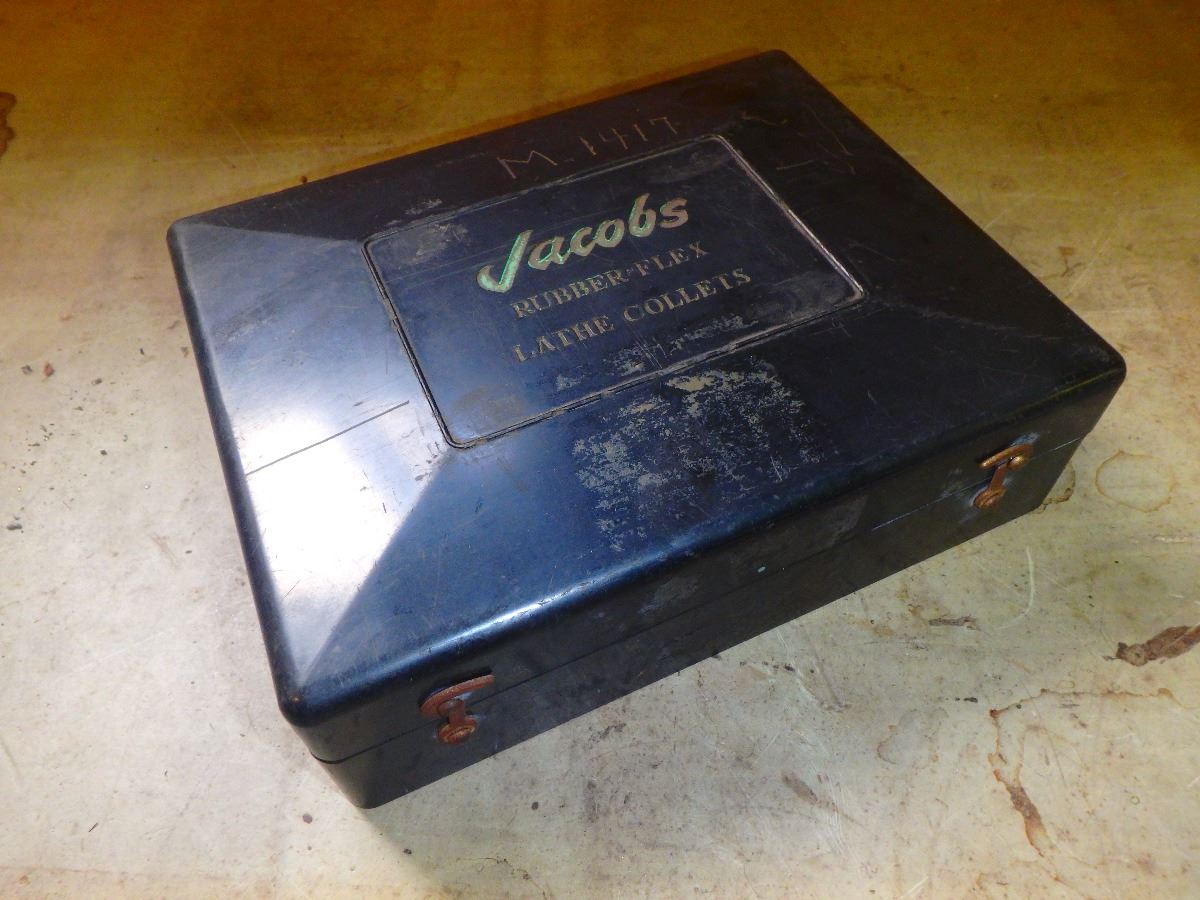 M-1417
Jacobs
RUBBER-FLEX
LATHE COLLETS